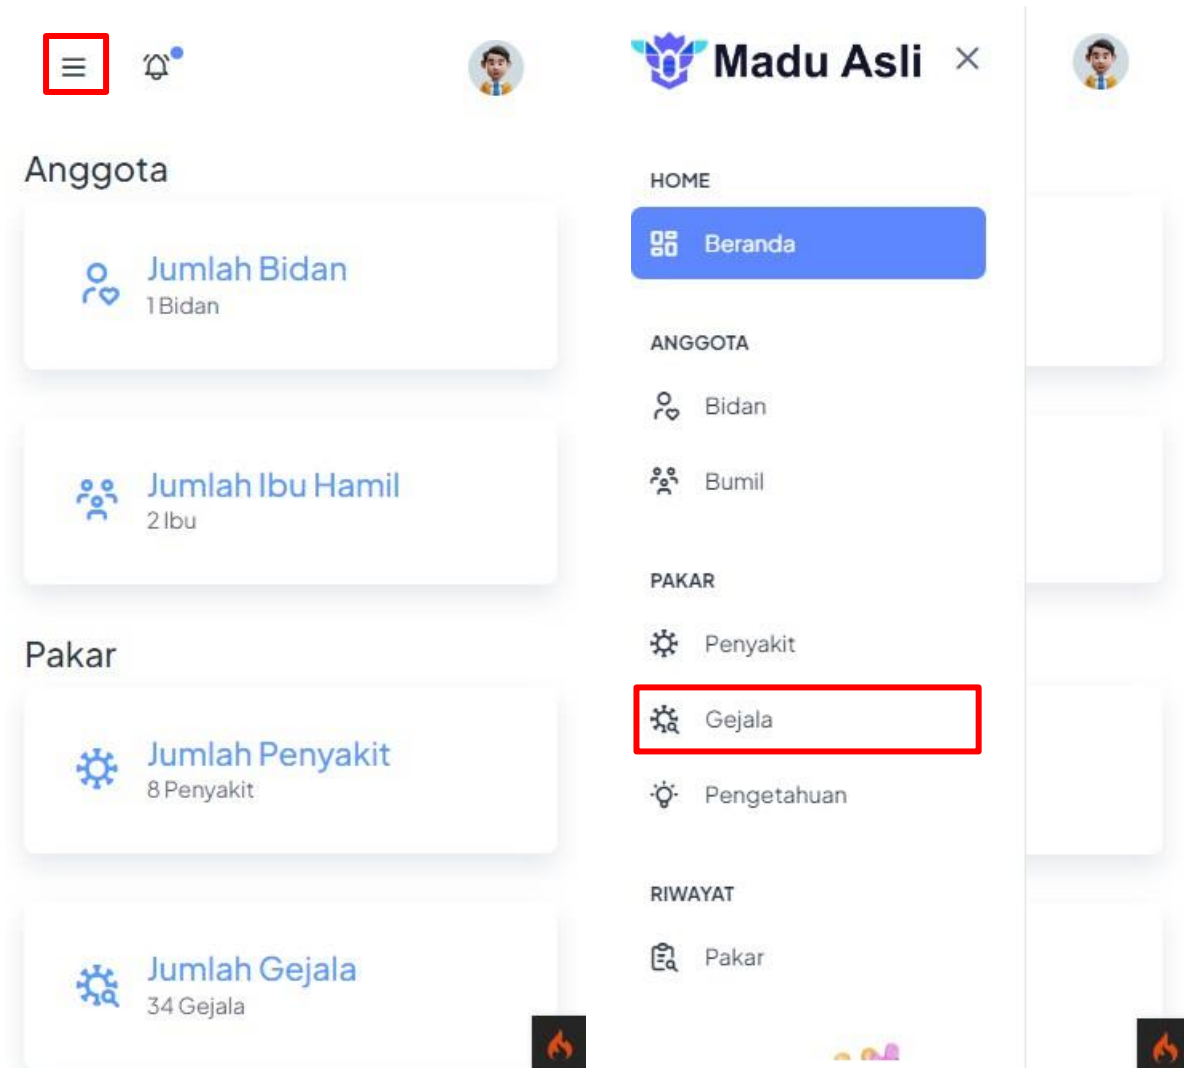 Anggota
Jumlah Bidan
1 Bidan
Jumlah Ibu Hamil
2 Ibu
Pakar
Jumlah Penyakit
8 Penyakit
Jumlah Gejala
34 Gejala
Madu Asli
HOME
Beranda
ANGGOTA
Bidan
Bumil
PAKAR
Penyakit
Gejala
Pengetahuan
RIWAYAT
Pakar